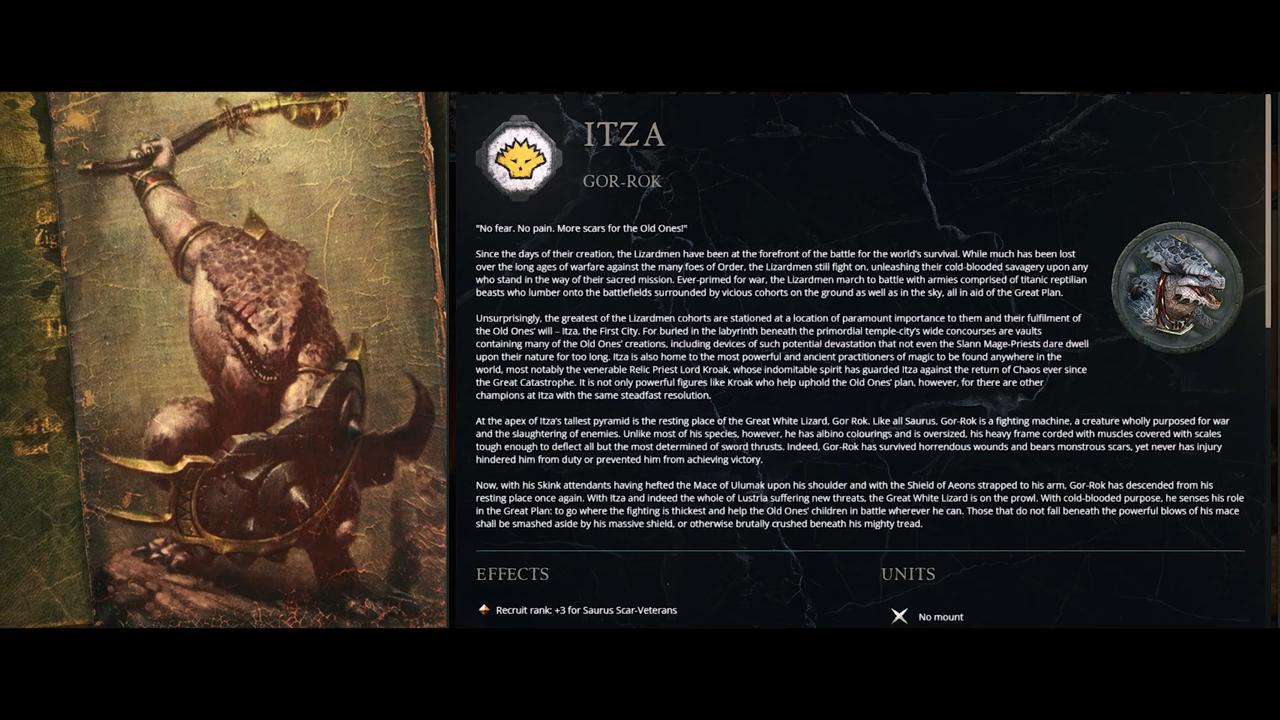 ITZA
GOR-ROK
"No fear. No pain. More scars for the Old Ones!"
Since the days of their creation, the Lizardmen have been at the forefront of the battle for the world's survival. While much has been lost
over the long ages of warfare against the many foes of Order, the Lizardmen still fight on, unleashing their cold-blooded savagery upon any
who stand in the way of their sacred mission. Ever-primed for war, the Lizardmen march to battle with armies comprised of titanic reptilian
beasts who lumber onto the battlefields surrounded by vicious cohorts on the ground as well as in the sky, all in aid of the Great Plan.
Unsurprisingly, the greatest of the Lizardmen cohorts are stationed at a location of paramount importance to them and their fulfilment of
the Old Ones' will – Itza, the First City. For buried in the labyrinth beneath the primordial temple-city's wide concourses are vaults
containing many of the Old Ones' creations, including devices of such potential devastation that not even the Slann Mage-Priests dare dwell
upon their nature for too long. Itza is also home to the most powerful and ancient practitioners of magic to be found anywhere in the
world, most notably the venerable Relic Priest Lord Kroak, whose indomitable spirit has guarded Itza against the return of Chaos ever since
the Great Catastrophe. It is not only powerful figures like Kroak who help uphold the Old Ones' plan, however, for there are other
champions at Itza with the same steadfast resolution.
At the apex of Itza's tallest pyramid is the resting place of the Great White Lizard, Gor Rok. Like all Saurus, Gor-Rok is a fighting machine, a creature wholly purposed for war
and the slaughtering of enemies. Unlike most of his species, however, he has albino colourings and is oversized, his heavy frame corded with muscles covered with scales
tough enough to deflect all but the most determined of sword thrusts. Indeed, Gor-Rok has survived horrendous wounds and bears monstrous scars, yet never has injury
hindered him from duty or prevented him from achieving victory.
Now, with his Skink attendants having hefted the Mace of Ulumak upon his shoulder and with the Shield of Aeons strapped to his arm, Gor-Rok has descended from his
resting place once again. With Itza and indeed the whole of Lustria suffering new threats, the Great White Lizard is on the prowl. With cold-blooded purpose, he senses his role
in the Great Plan: to go where the fighting is thickest and help the Old Ones' children in battle wherever he can. Those that do not fall beneath the powerful blows of his mace
shall be smashed aside by his massive shield, or otherwise brutally crushed beneath his mighty tread.
EFFECTS
UNITS
Recruit rank: +3 for Saurus Scar-Veterans
No mount